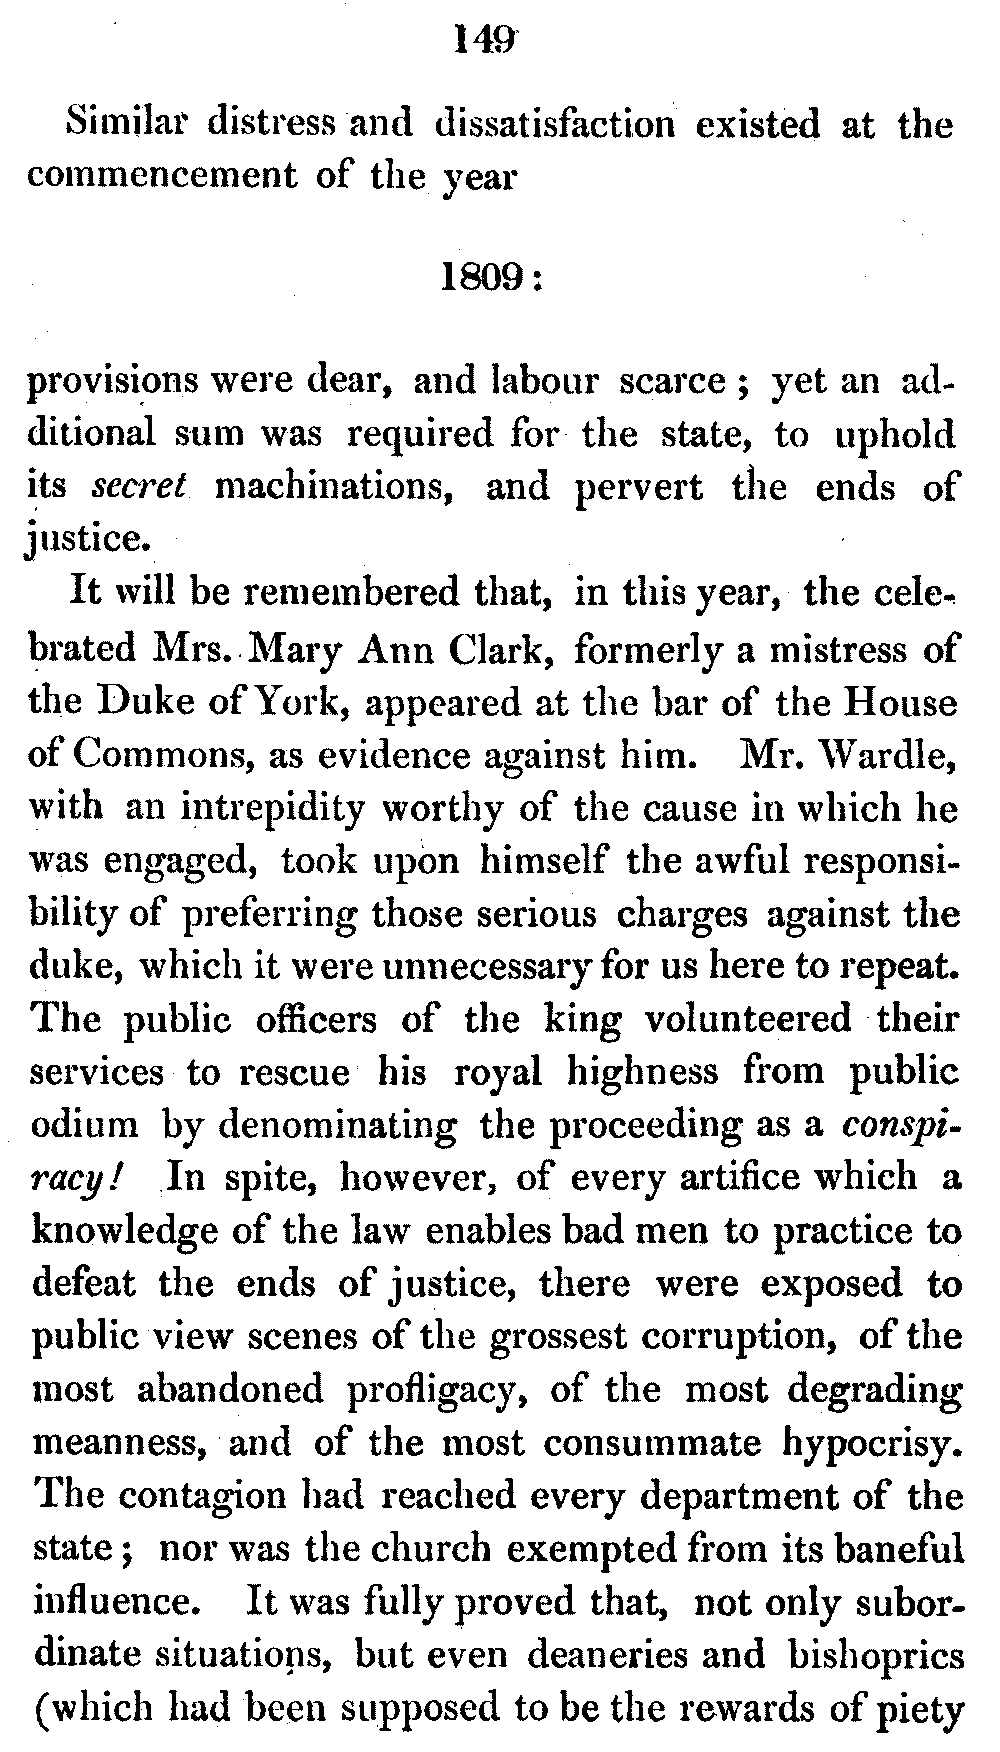 149
Similar distress and dissatisfaction existed at the
commencement of the year
1809 :
provisions were dear, and labour scarce ; yet an ad-
ditional sum was required for the state, to uphold
its secret machinations, and pervert the ends of
justice.
It will be remembered that, in this year, the cele-
brated Mrs. Mary Ann Clark, formerly a mistress of
the Duke of York, appeared at the bar of the House
of Commons, as evidence against him. Mr. Wardle,
with an intrepidity worthy of the cause in which he
was engaged, took upon himself the awful responsi-
bility of preferring those serious charges against the
duke, which it were unnecessary for us here to repeat.
The public officers of the king volunteered their
services to rescue his royal highness from public
odium by denominating the proceeding as a conspi-
racy! In spite, however, of every artifice which a
knowledge of the law enables bad men to practice to
defeat the ends of justice, there were exposed to
public view scenes of the grossest corruption, of the
most abandoned profligacy, of the most degrading
meanness, and of the most consummate hypocrisy.
The contagion had reached every department of the
state ; nor was the church exempted from its baneful
influence. It was fully proved that, not only subor-
dinate situations, but even deaneries and bishoprics
(which had been supposed to be the rewards of piety